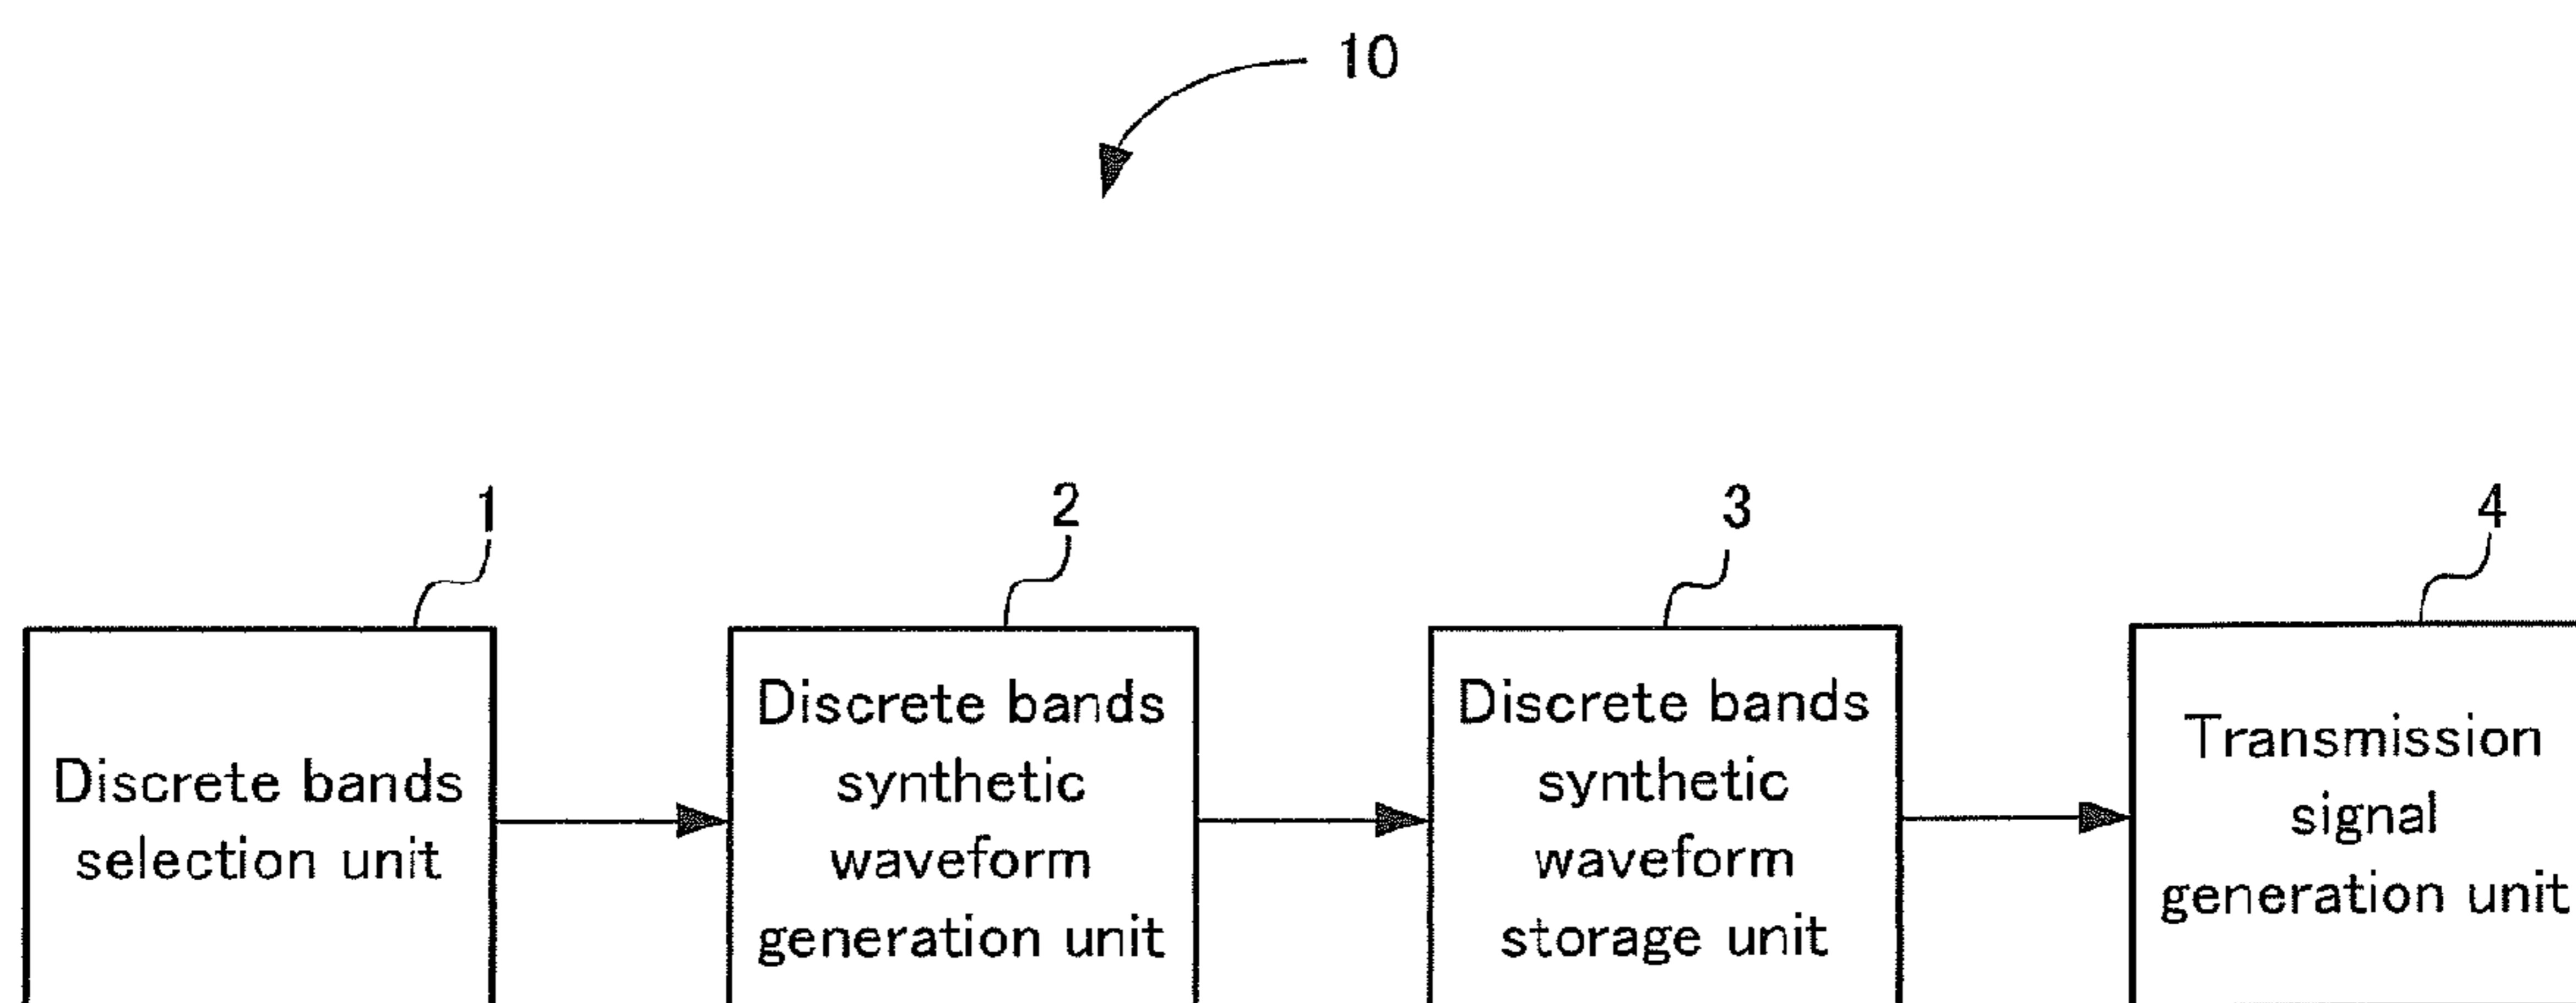 10
1
2
3
4
Discrete bands
selection unit
Discrete bands
synthetic
waveform
generation unit
Discrete bands
synthetic
waveform
storage unit
Transmission
signal
generation unit